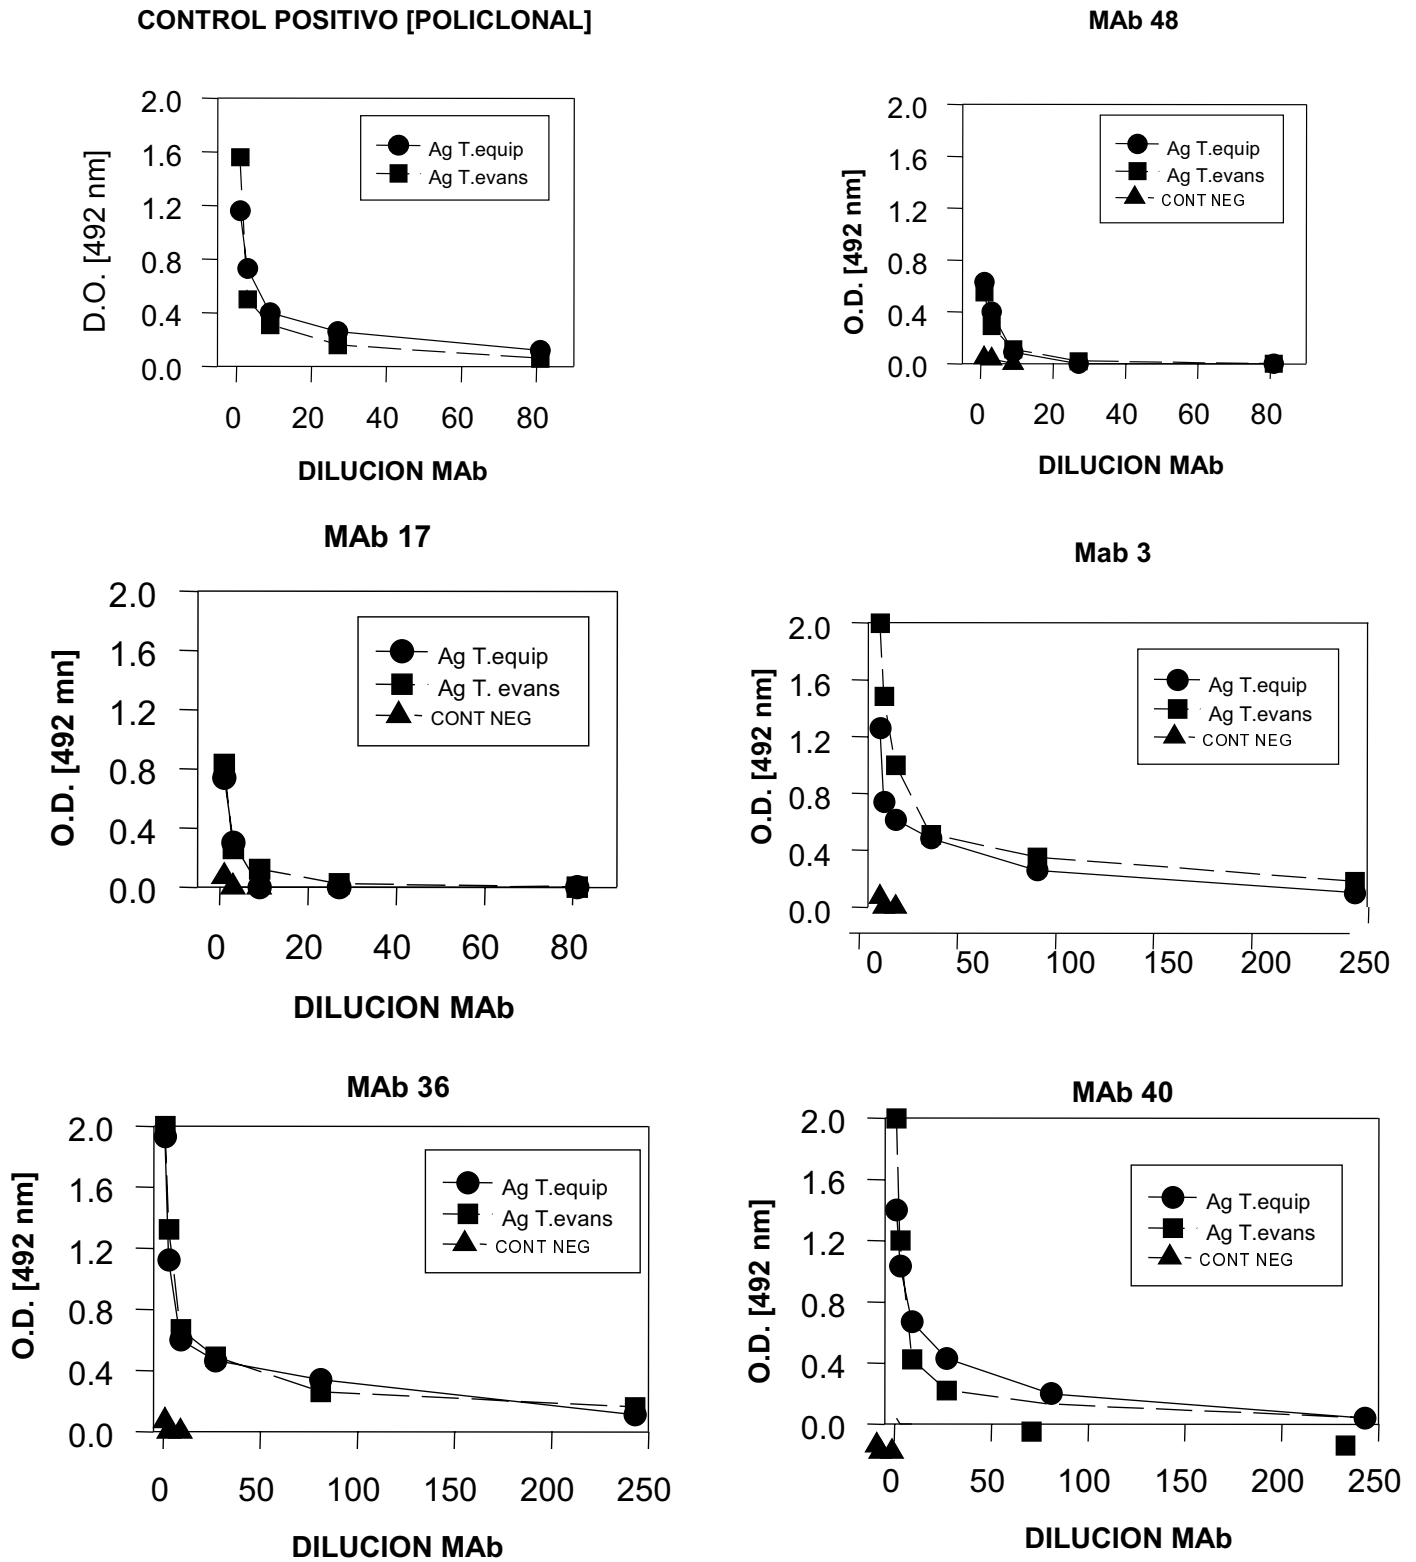 CONTROL POSITIVO [POLICLONAL]
D.O. [492 nm]
2.0
1.6
1.2
0.8
0.4
0.0
Ag T.equip
Ag T.evans
0 20 40 60 80
DILUCION MAb
MAb 48
O.D. [492 nm]
2.0
1.6
1.2
0.8
0.4
0.0
Ag T.equip
Ag T.evans
CONT NEG
0 20 40 60 80
DILUCION MAb
MAb 17
O.D. [492 mn]
2.0
1.6
1.2
0.8
0.4
0.0
Ag T.equip
Ag T. evans
CONT NEG
0 20 40 60 80
DILUCION MAb
Mab 3
O.D. [492 nm]
2.0
1.6
1.2
0.8
0.4
0.0
Ag T.equip
Ag T.evans
CONT NEG
0 50 100 150 200 250
MAb 36
O.D. [492 nm]
2.0
1.6
1.2
0.8
0.4
0.0
Ag T.equip
Ag T.evans
CONT NEG
0 50 100 150 200 250
DILUCION MAb
MAb 40
O.D. [492 nm]
2.0
1.6
1.2
0.8
0.4
0.0
Ag T.equip
Ag T.evans
CONT NEG
0 50 100 150 200 250
DILUCION MAb